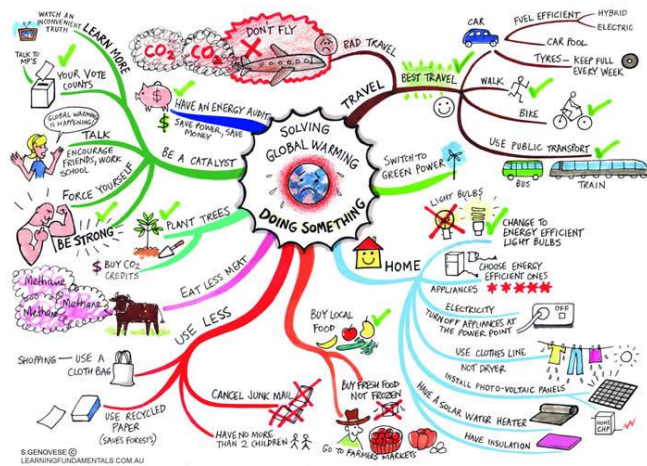 WATCH AN
INCONVENIENT
TRUTH
TALK TO
MP'S
LEARN MORE
YOUR VOTE
COUNTS
GLOBAL WARMING
IS HAPPENING!
TALK
ENCOURAGE
FRIENDS, WORK
SCHOOL
FORCE YOURSELF
BE STRONG
BE A CATALYST
CO2
CO2
DON'T FLY
BAD TRAVEL
TRAVEL
BEST TRAVEL
CAR
FUEL EFFICIENT
HYBRID
ELECTRIC
CAR POOL
TYRES - KEEP FULL
EVERY WEEK
WALK
BIKE
USE PUBLIC TRANSPORT
BUS
TRAIN
$ HAVE AN ENERGY AUDIT
SAVE POWER, SAVE
MONEY
SOLVING
GLOBAL WARMING
DOING SOMETHING
SWITCH TO
GREEN POWER
PLANT TREES
$ BUY CO2
CREDITS
Methane
Methane
Methane
EAT LESS MEAT
USE LESS
SHOPPING - USE A
CLOTH BAG
USE RECYCLED
PAPER
(SAVES FORESTS)
CANCEL JUNK MAIL
HAVE NO MORE
THAN 2 CHILDREN
BUY LOCAL
FOOD
BUY FRESH FOOD
NOT FROZEN
GO TO FARMERS MARKETS
HOME
LIGHT BULBS
CHANGE TO
ENERGY EFFICIENT
LIGHT BULBS
CHOOSE ENERGY
EFFICIENT ONES
APPLIANCES
ELECTRICITY
TURN OFF APPLIANCES AT
THE POWER POINT
OFF
USE CLOTHES LINE
NOT DRYER
INSTALL PHOTO-VOLTAIC PANELS
HAVE A SOLAR WATER HEATER
HOME
CHP
HAVE INSULATION
S.GENOVESE ©
LEARNINGFUNDAMENTALS.COM.AU